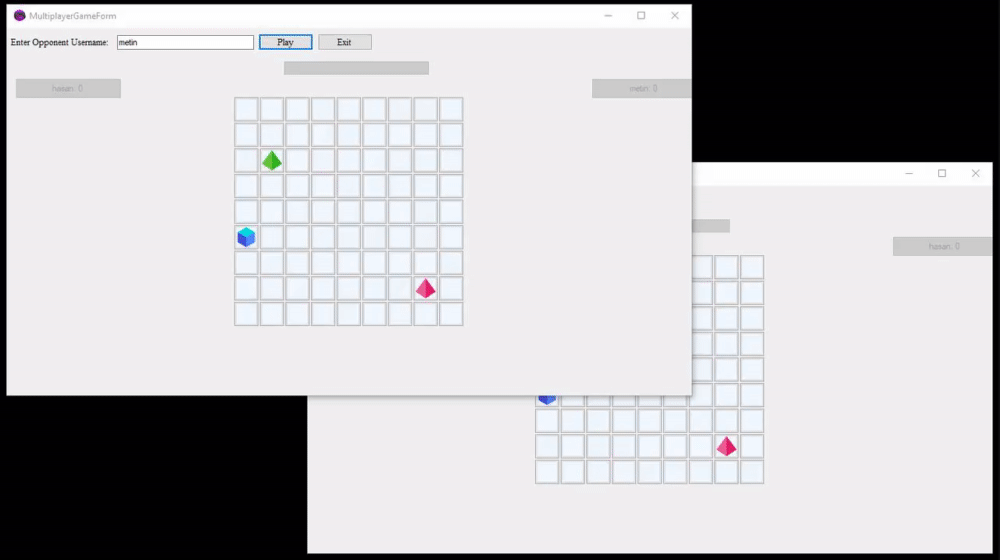 MultiplayerGameForm
Enter Opponent Username: metin Play Exit
hasan: 0 metin: 0
hasan: 0